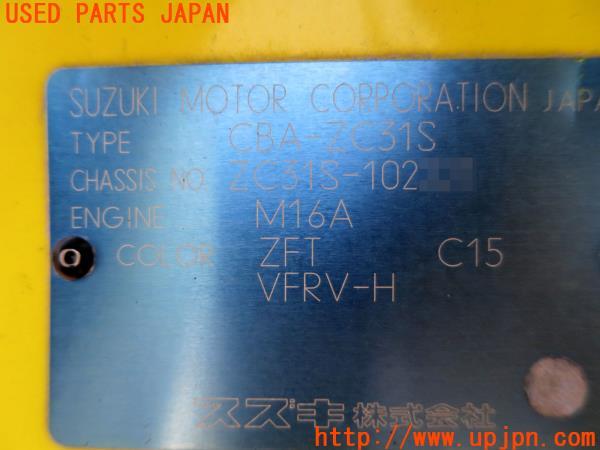 USED PARTS JAPAN
SUZUKI MOTOR CORPORATION JAPA
TYPE CBA-ZC31S
CHASSIS NO. ZC31S-102
ENGINE M16A
COLOR ZFT C15
VFRV-H
スズキ株式会社
http://www.upjpn.com/